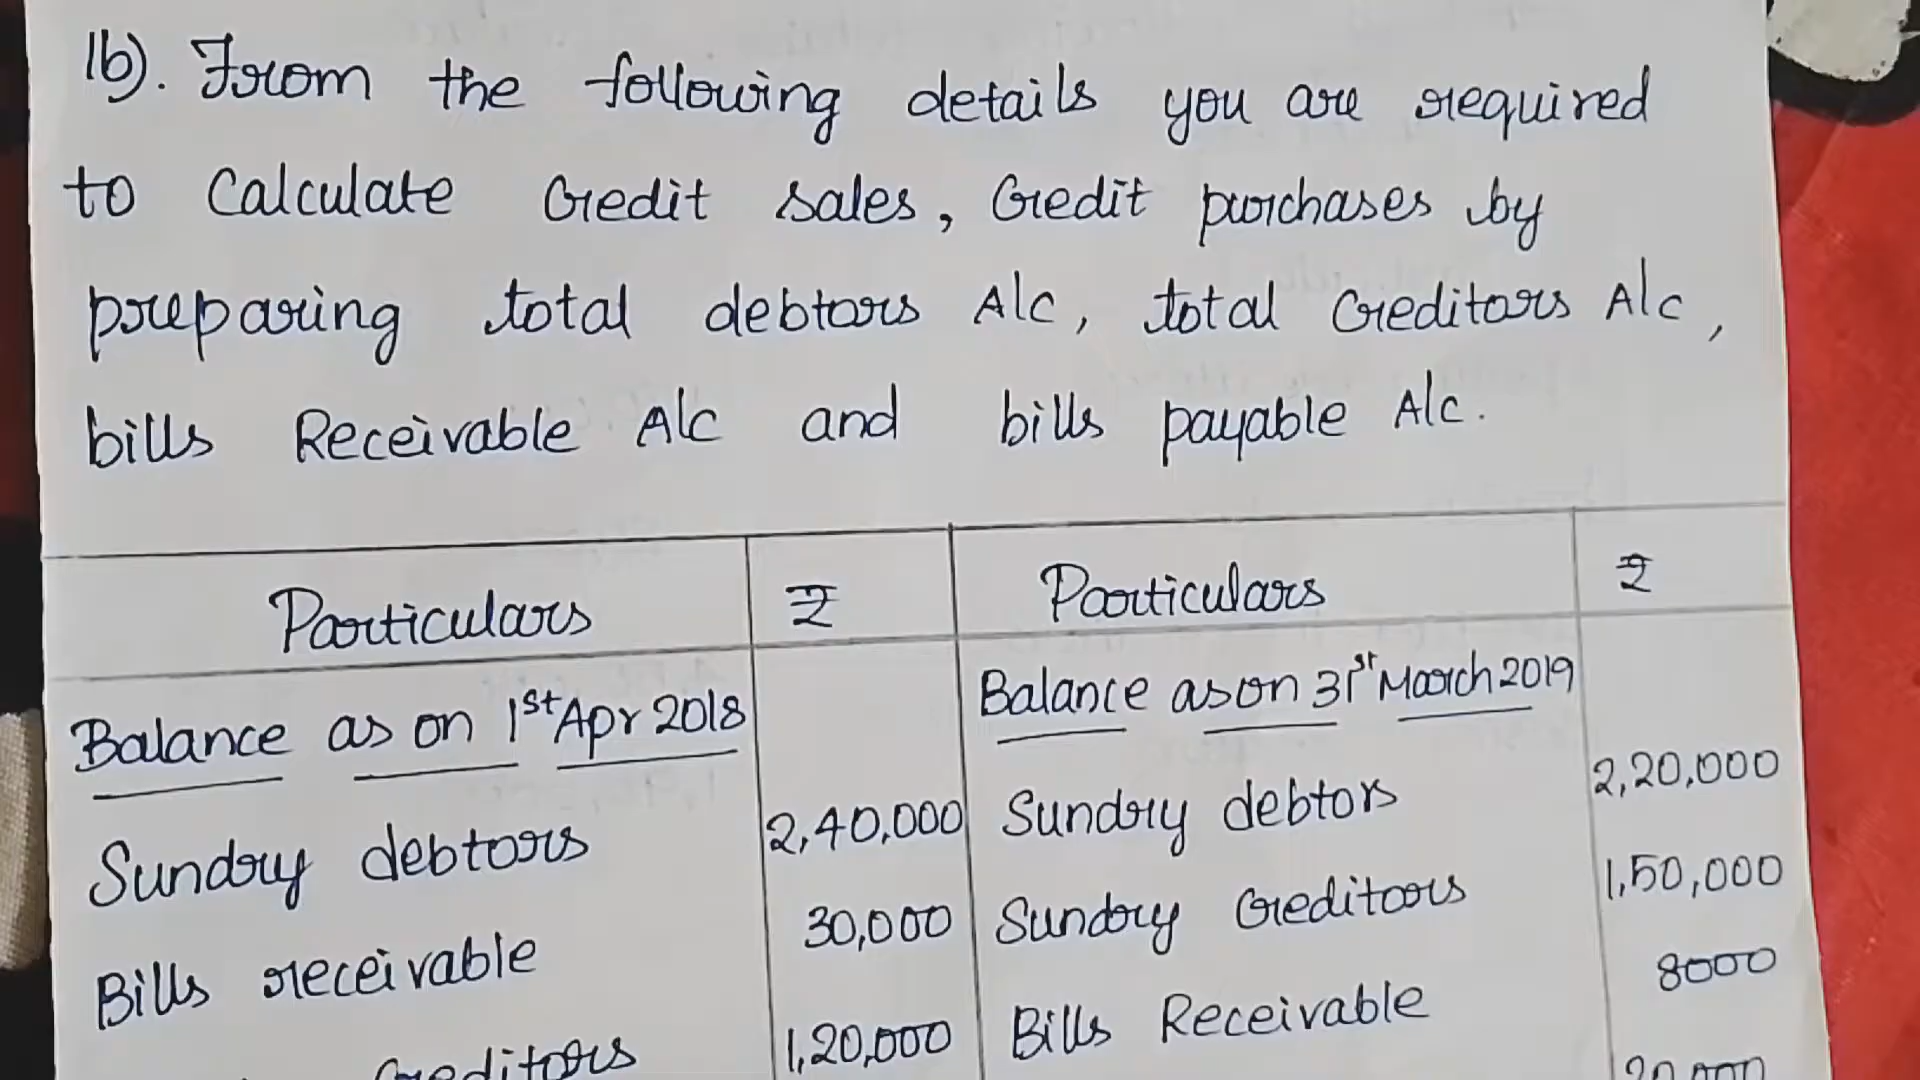 1b). From the following details you are required
to Calculate Credit sales, Credit purchases by
preparing total debtors A/c, total Creditors A/c,
bills Receivable A/c and bills payable A/c.
Particulars ₹ Particulars ₹
Balance as on 1st Apr 2018 Balance as on 31st March 2019
Sundry debtors 2,40,000 Sundry debtors 2,20,000
Bills receivable 30,000 Sundry Creditors 1,50,000
Creditors 1,20,000 Bills Receivable 8000